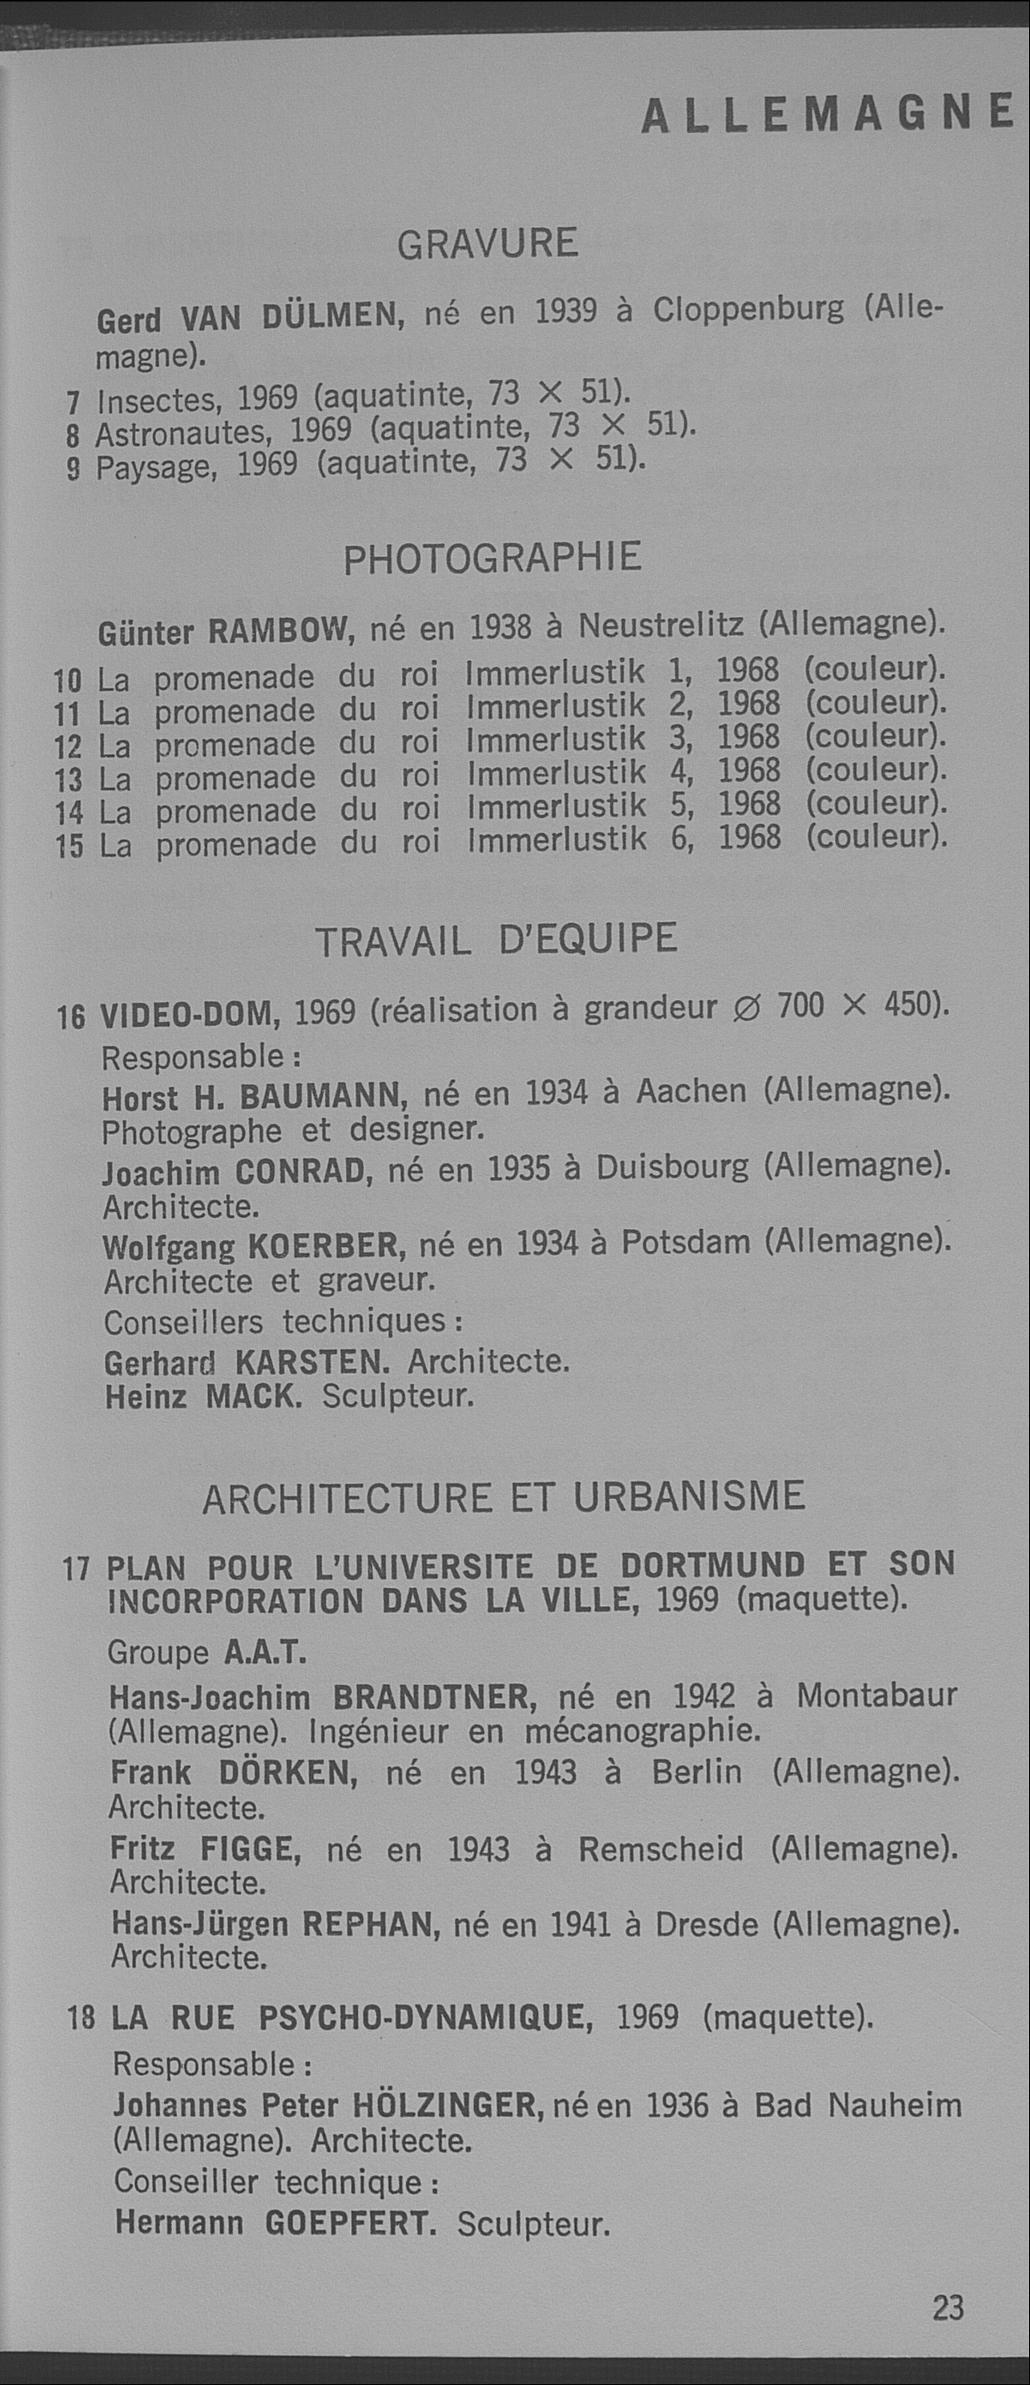 ALLEMAGNE
GRAVURE
Gerd VAN DÜLMEN, né en 1939 à Cloppenburg (Alle-
magne).
7 Insectes, 1969 (aquatinte, 73 X 51).
8 Astronautes, 1969 (aquatinte, 73 X 51).
9 Paysage, 1969 (aquatinte, 73 X 51).
PHOTOGRAPHIE
Günter RAMBOW, né en 1938 à Neustrelitz (Allemagne).
10 La promenade du roi Immerlustik 1, 1968 (couleur).
11 La promenade du roi Immerlustik 2, 1968 (couleur).
12 La promenade du roi Immerlustik 3, 1968 (couleur).
13 La promenade du roi Immerlustik 4, 1968 (couleur).
14 La promenade du roi Immerlustik 5, 1968 (couleur).
15 La promenade du roi Immerlustik 6, 1968 (couleur).
TRAVAIL D'EQUIPE
16 VIDEO-DOM, 1969 (réalisation à grandeur ∅ 700 X 450).
Responsable :
Horst H. BAUMANN, né en 1934 à Aachen (Allemagne).
Photographe et designer.
Joachim CONRAD, né en 1935 à Duisbourg (Allemagne).
Architecte.
Wolfgang KOERBER, né en 1934 à Potsdam (Allemagne).
Architecte et graveur.
Conseillers techniques :
Gerhard KARSTEN. Architecte.
Heinz MACK. Sculpteur.
ARCHITECTURE ET URBANISME
17 PLAN POUR L'UNIVERSITE DE DORTMUND ET SON
INCORPORATION DANS LA VILLE, 1969 (maquette).
Groupe A.A.T.
Hans-Joachim BRANDTNER, né en 1942 à Montabaur
(Allemagne). Ingénieur en mécanographie.
Frank DÖRKEN, né en 1943 à Berlin (Allemagne).
Architecte.
Fritz FIGGE, né en 1943 à Remscheid (Allemagne).
Architecte.
Hans-Jürgen REPHAN, né en 1941 à Dresde (Allemagne).
Architecte.
18 LA RUE PSYCHO-DYNAMIQUE, 1969 (maquette).
Responsable :
Johannes Peter HÖLZINGER, né en 1936 à Bad Nauheim
(Allemagne). Architecte.
Conseiller technique :
Hermann GOEPFERT. Sculpteur.
23